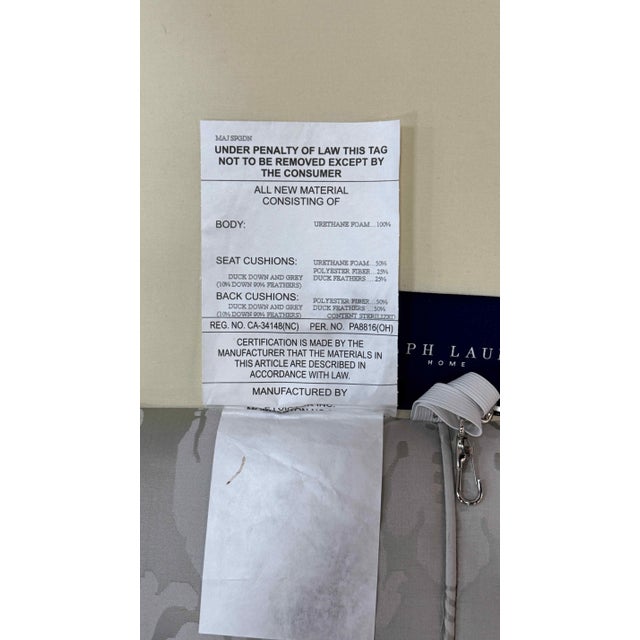 MAJSPGDN
UNDER PENALTY OF LAW THIS TAG
NOT TO BE REMOVED EXCEPT BY
THE CONSUMER
ALL NEW MATERIAL
CONSISTING OF
BODY: URETHANE FOAM....100%
SEAT CUSHIONS: URETHANE FOAM....50%
POLYESTER FIBER....25%
DUCK DOWN AND GREY DUCK FEATHERS....25%
(10% DOWN 90% FEATHERS)
BACK CUSHIONS: POLYESTER FIBER....50%
DUCK DOWN AND GREY DUCK FEATHERS....50%
(10% DOWN 90% FEATHERS) CONTENT STERILIZED
REG. NO. CA-34148(NC) PER. NO. PA8816(OH)
CERTIFICATION IS MADE BY THE
MANUFACTURER THAT THE MATERIALS IN
THIS ARTICLE ARE DESCRIBED IN
ACCORDANCE WITH LAW.
MANUFACTURED BY
INC.
LPH LAU
HOME